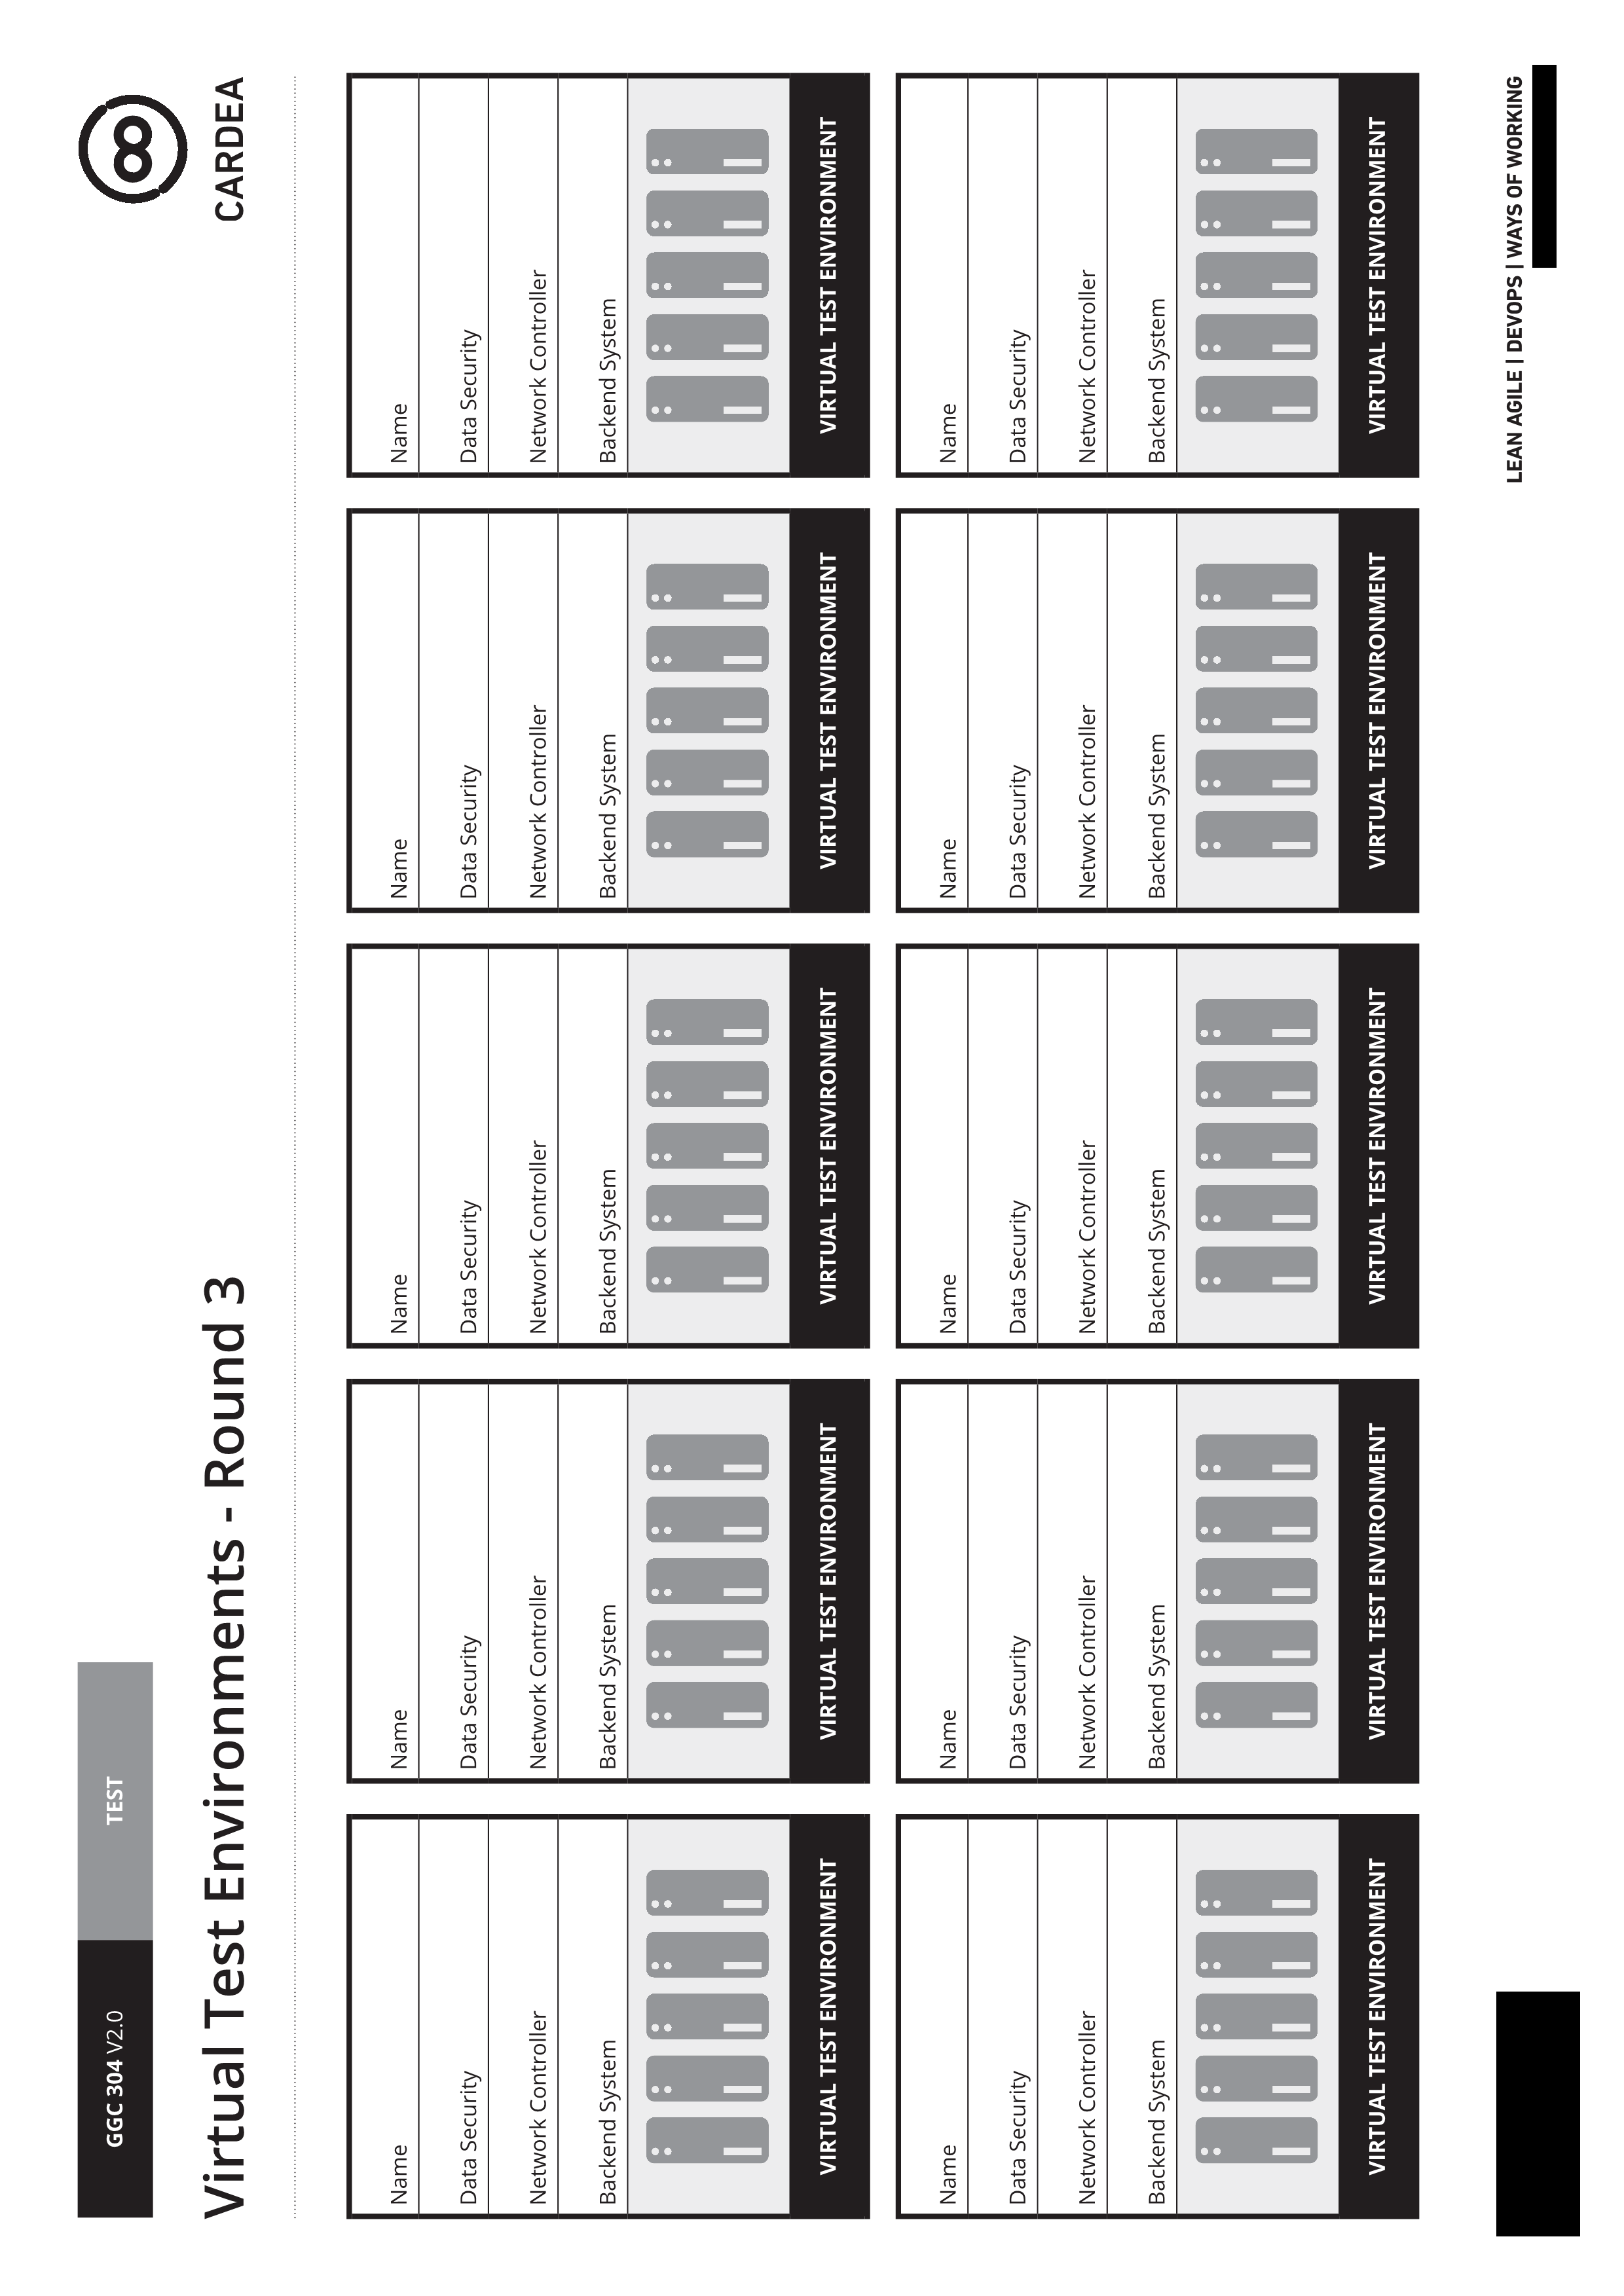 GGC 304 V2.0
TEST
CARDEA
Virtual Test Environments - Round 3
Name
Data Security
Network Controller
Backend System
VIRTUAL TEST ENVIRONMENT
Name
Data Security
Network Controller
Backend System
VIRTUAL TEST ENVIRONMENT
Name
Data Security
Network Controller
Backend System
VIRTUAL TEST ENVIRONMENT
Name
Data Security
Network Controller
Backend System
VIRTUAL TEST ENVIRONMENT
Name
Data Security
Network Controller
Backend System
VIRTUAL TEST ENVIRONMENT
Name
Data Security
Network Controller
Backend System
VIRTUAL TEST ENVIRONMENT
Name
Data Security
Network Controller
Backend System
VIRTUAL TEST ENVIRONMENT
Name
Data Security
Network Controller
Backend System
VIRTUAL TEST ENVIRONMENT
Name
Data Security
Network Controller
Backend System
VIRTUAL TEST ENVIRONMENT
Name
Data Security
Network Controller
Backend System
VIRTUAL TEST ENVIRONMENT
LEAN AGILE | DEVOPS | WAYS OF WORKING